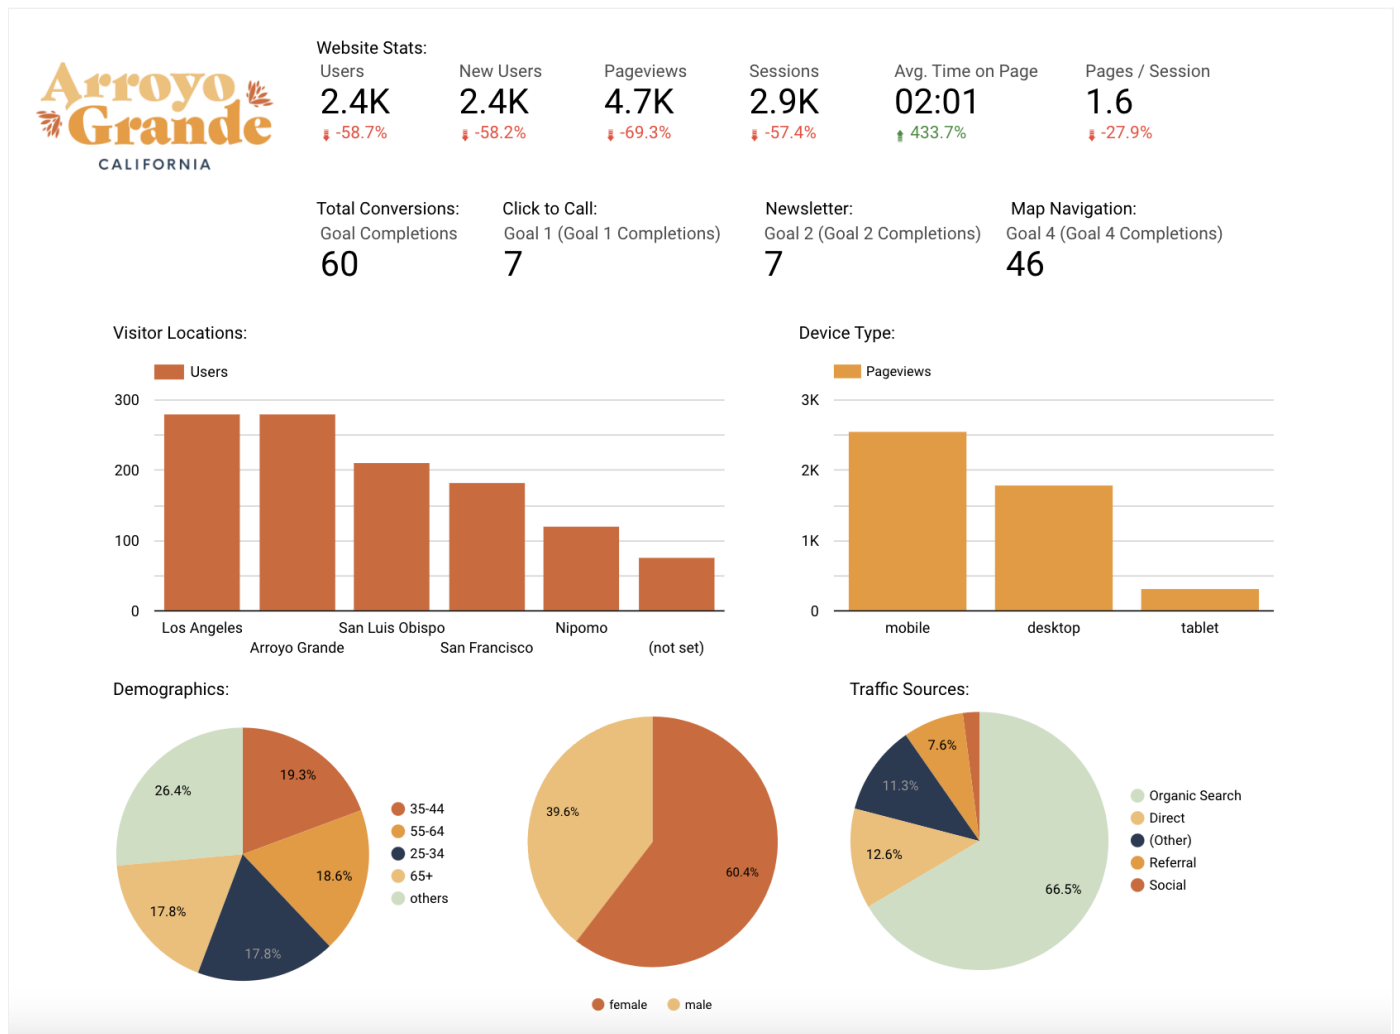 Arroyo
Grande
CALIFORNIA
Website Stats:
Users New Users Pageviews Sessions Avg. Time on Page Pages / Session
2.4K 2.4K 4.7K 2.9K 02:01 1.6
-58.7% -58.2% -69.3% -57.4% 433.7% -27.9%
Total Conversions: Click to Call: Newsletter: Map Navigation:
Goal Completions Goal 1 (Goal 1 Completions) Goal 2 (Goal 2 Completions) Goal 4 (Goal 4 Completions)
60 7 7 46
Visitor Locations:
Users
300
200
100
0
Los Angeles San Luis Obispo Nipomo
Arroyo Grande San Francisco (not set)
Device Type:
Pageviews
3K
2K
1K
0
mobile desktop tablet
Demographics:
19.3%
18.6%
17.8%
17.8%
26.4%
35-44
55-64
25-34
65+
others
39.6%
60.4%
female male
Traffic Sources:
7.6%
11.3%
12.6%
66.5%
Organic Search
Direct
(Other)
Referral
Social